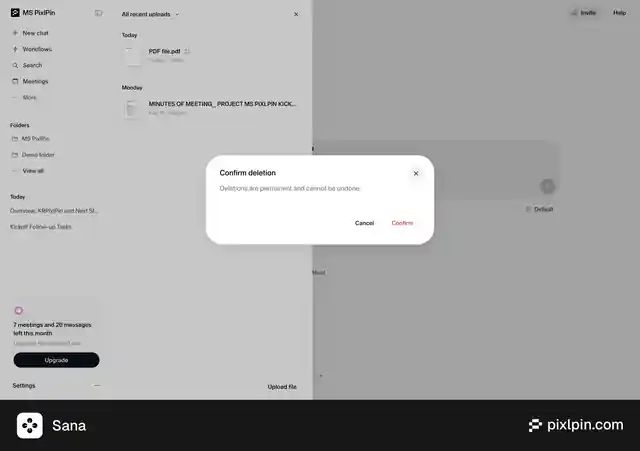 MS PixlPin
New chat
Workflows
Search
Meetings
More
Folders
MS PixlPin
Demo folder
View all
Today
Kickoff Follow-up Tasks
7 meetings and 20 messages
left this month
Upgrade
Settings
All recent uploads
Today
PDF file.pdf
Monday
MINUTES OF MEETING_ PROJECT MS PIXLPIN KICK...
Upload file
Invite
Help
Default
Confirm deletion
Deletions are permanent and cannot be undone.
Cancel
Confirm
Sana
pixlpin.com